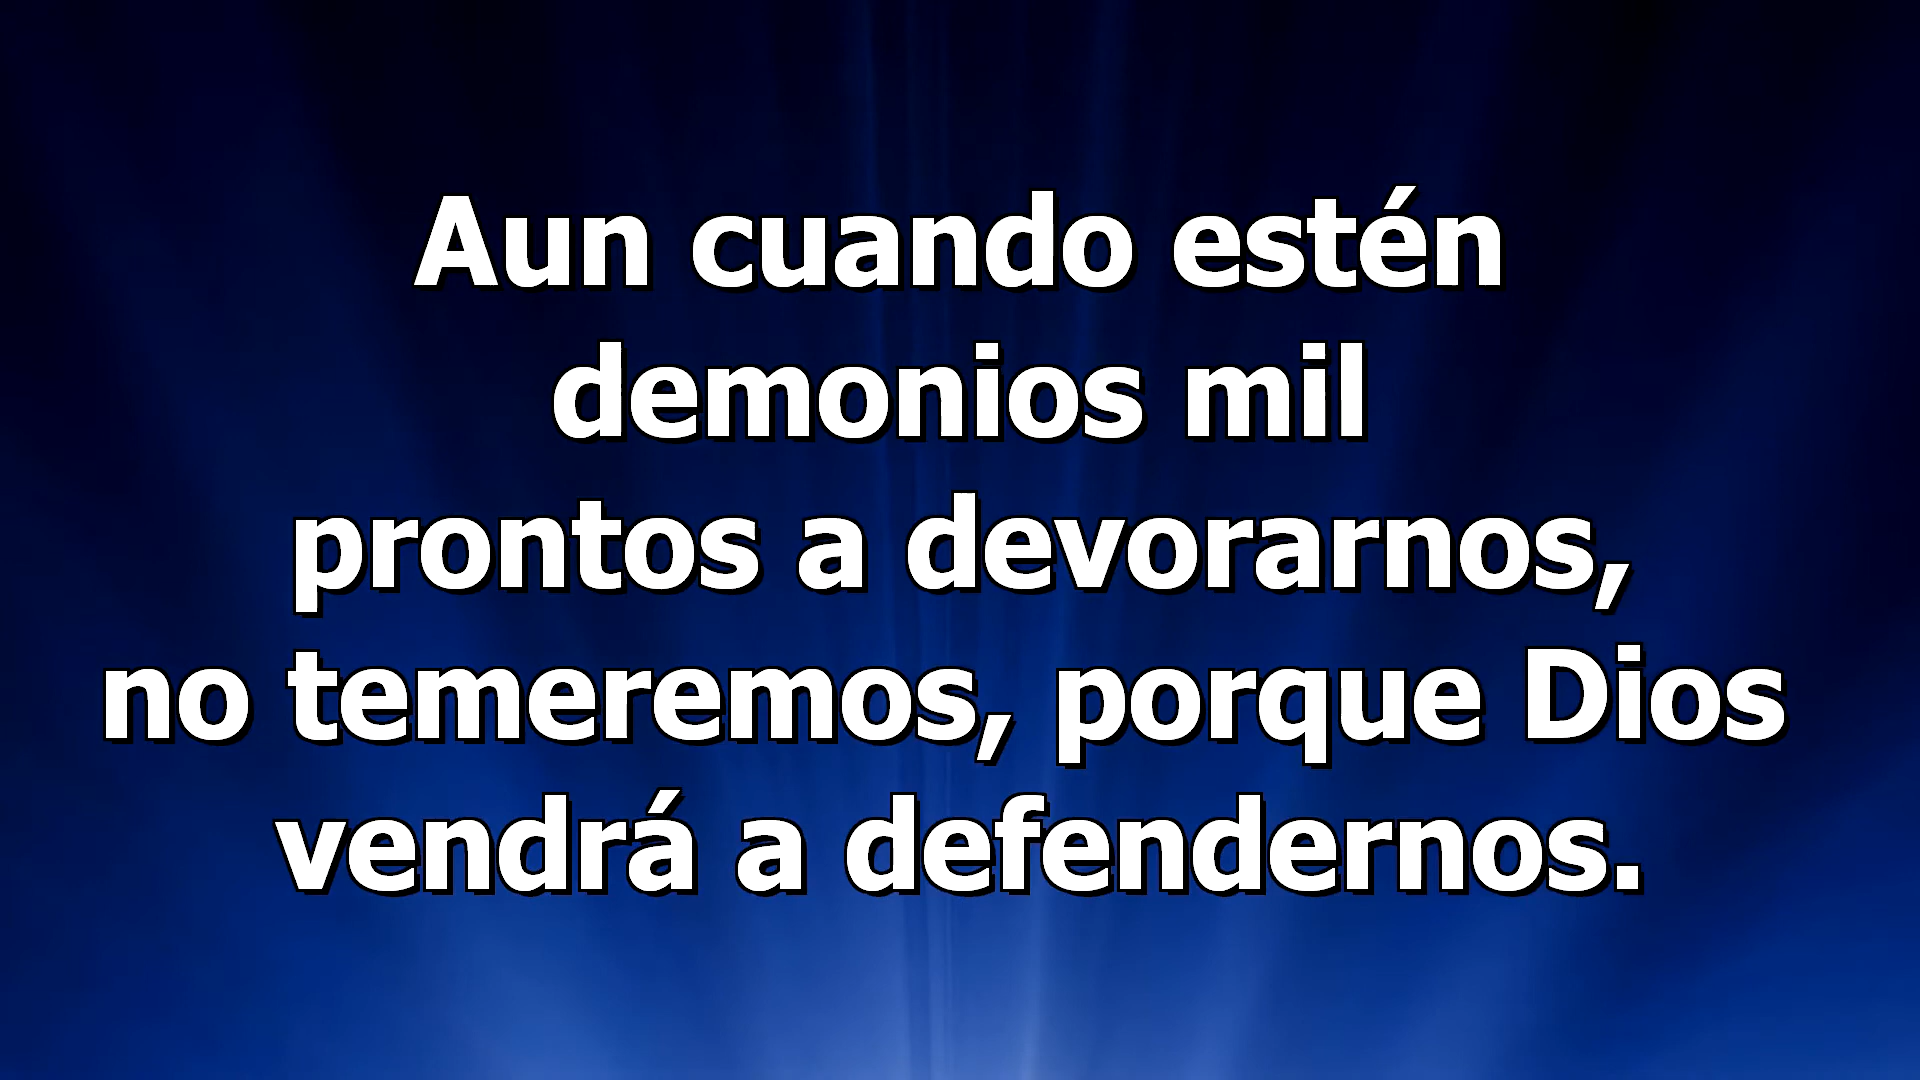 Aun cuando estén
demonios mil
prontos a devorarnos,
no temeremos, porque Dios
vendrá a defendernos.